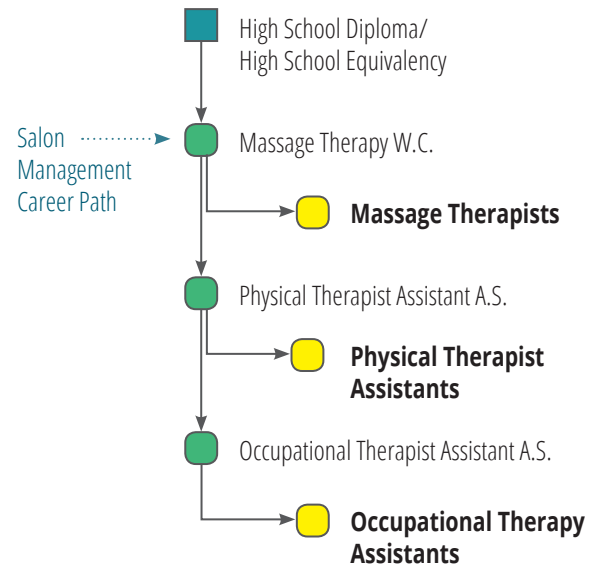 High School Diploma/
High School Equivalency
Salon
Management
Career Path
Massage Therapy W.C.
Massage Therapists
Physical Therapist Assistant A.S.
Physical Therapist
Assistants
Occupational Therapist Assistant A.S.
Occupational Therapy
Assistants